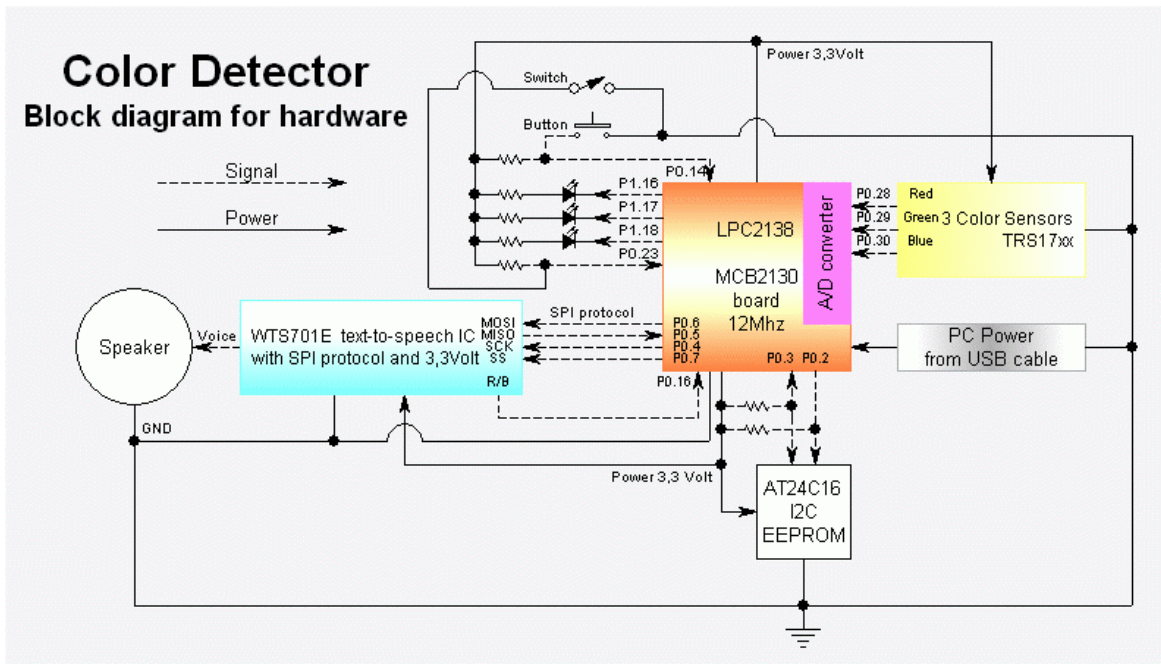 Color Detector
Block diagram for hardware
Signal
Power
Power 3,3Volt
Switch
Button
P0.14
P1.16
P1.17
P1.18
P0.23
LPC2138
MCB2130
board
12Mhz
A/D converter
P0.28
P0.29
P0.30
Red
Green
Blue
3 Color Sensors
TRS17xx
Speaker
Voice
WTS701E text-to-speech IC
with SPI protocol and 3,3Volt
MOSI
MISO
SCK
SS
R/B
SPI protocol
P0.6
P0.5
P0.4
P0.7
P0.16
P0.3 P0.2
PC Power
from USB cable
GND
Power 3,3 Volt
AT24C16
I2C
EEPROM